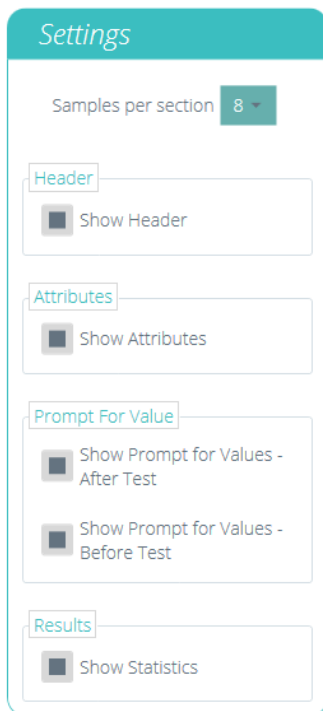 Settings
Samples per section 8
Header
Show Header
Attributes
Show Attributes
Prompt For Value
Show Prompt for Values -
After Test
Show Prompt for Values -
Before Test
Results
Show Statistics